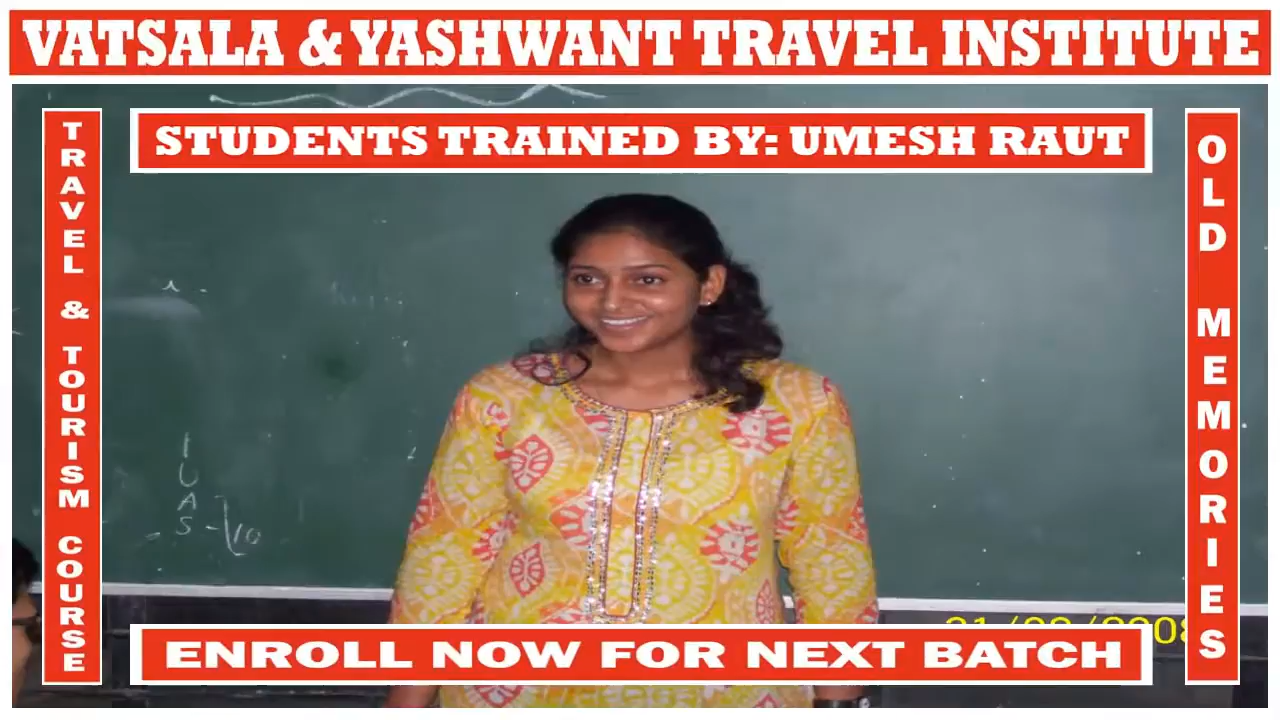 VATSALA & YASHWANT TRAVEL INSTITUTE
STUDENTS TRAINED BY: UMESH RAUT
TRAVEL & TOURISM COURSE
OLD MEMORIES
I
U
A
S
ENROLL NOW FOR NEXT BATCH